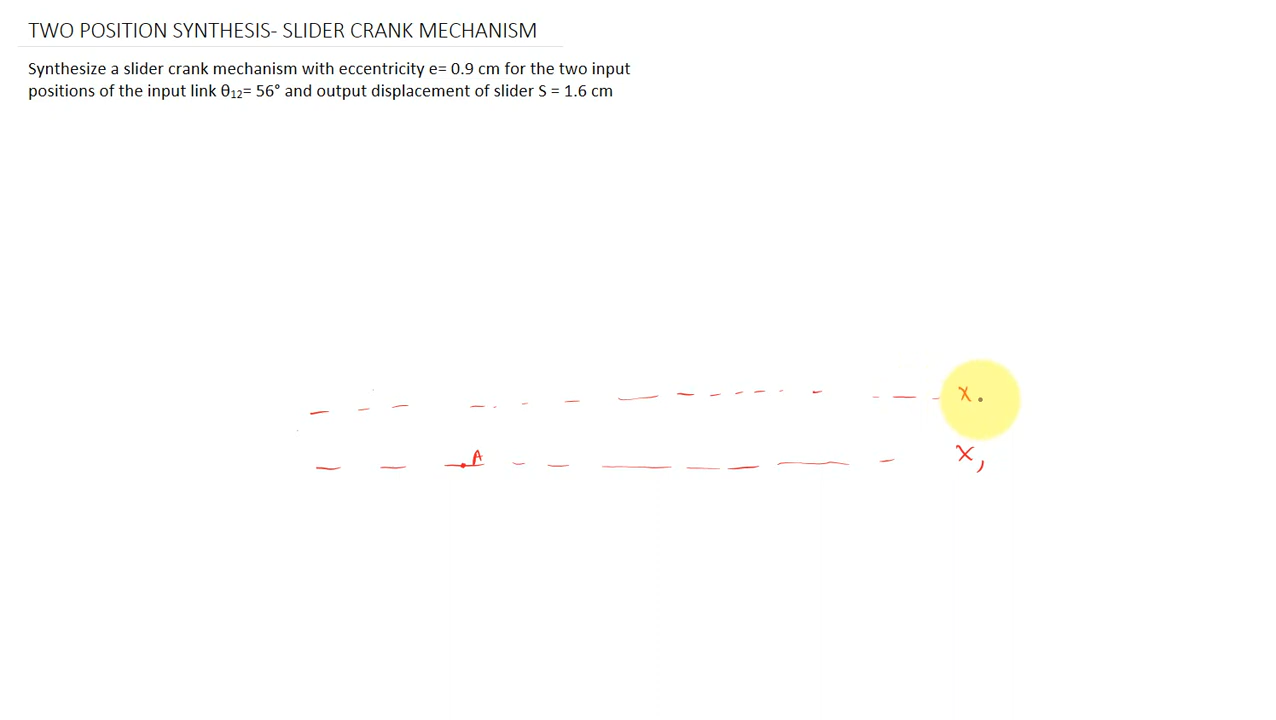 TWO POSITION SYNTHESIS- SLIDER CRANK MECHANISM
Synthesize a slider crank mechanism with eccentricity e= 0.9 cm for the two input
positions of the input link θ₁₂= 56° and output displacement of slider S = 1.6 cm
X
A
X,